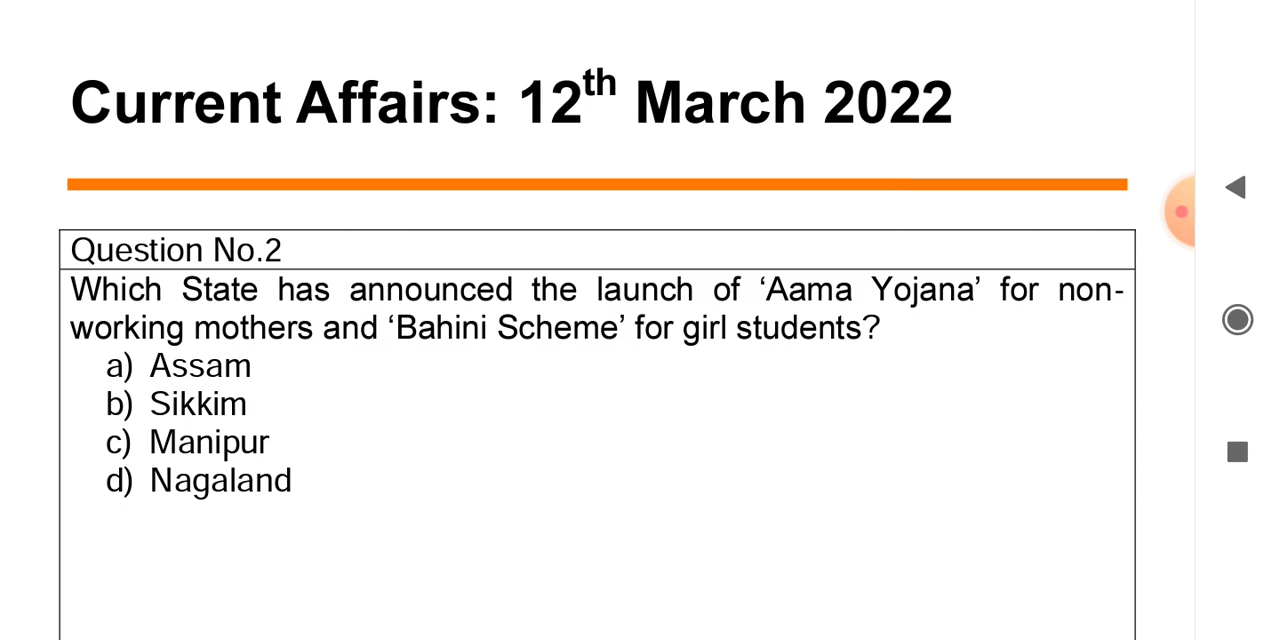 Current Affairs: 12th March 2022
Question No.2
Which State has announced the launch of ‘Aama Yojana’ for non-
working mothers and ‘Bahini Scheme’ for girl students?
a) Assam
b) Sikkim
c) Manipur
d) Nagaland